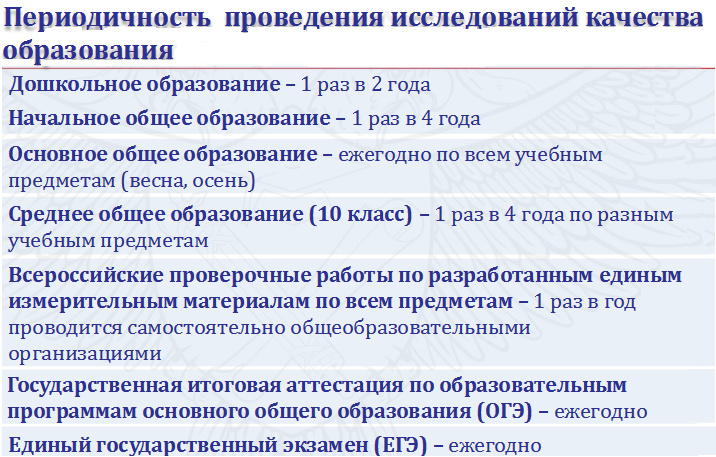 Периодичность проведения исследований качества
образования
Дошкольное образование – 1 раз в 2 года
Начальное общее образование – 1 раз в 4 года
Основное общее образование – ежегодно по всем учебным
предметам (весна, осень)
Среднее общее образование (10 класс) – 1 раз в 4 года по разным
учебным предметам
Всероссийские проверочные работы по разработанным единым
измерительным материалам по всем предметам – 1 раз в год
проводится самостоятельно общеобразовательными
организациями
Государственная итоговая аттестация по образовательным
программам основного общего образования (ОГЭ) – ежегодно
Единый государственный экзамен (ЕГЭ) – ежегодно